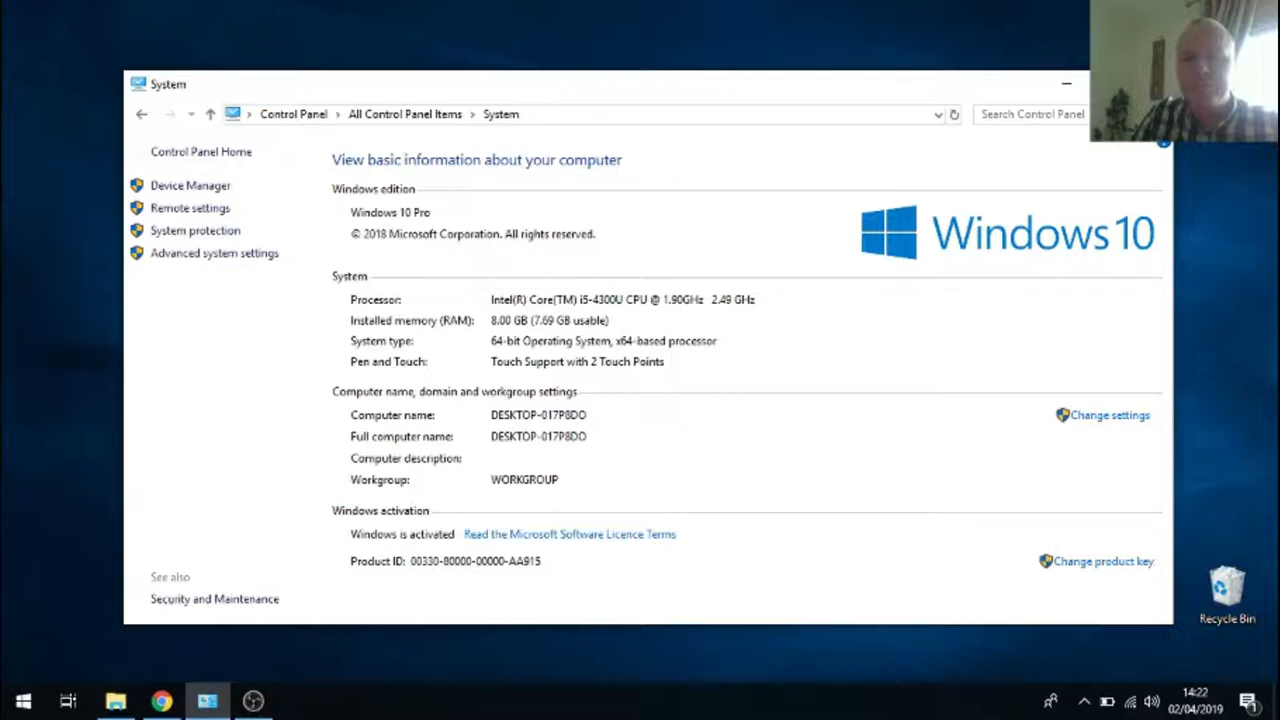 System
Control Panel > All Control Panel Items > System
Search Control Panel
Control Panel Home
Device Manager
Remote settings
System protection
Advanced system settings
See also
Security and Maintenance
View basic information about your computer
Windows edition
Windows 10 Pro
© 2018 Microsoft Corporation. All rights reserved.
Windows 10
System
Processor: Intel(R) Core(TM) i5-4300U CPU @ 1.90GHz 2.49 GHz
Installed memory (RAM): 8.00 GB (7.69 GB usable)
System type: 64-bit Operating System, x64-based processor
Pen and Touch: Touch Support with 2 Touch Points
Computer name, domain and workgroup settings
Computer name: DESKTOP-017P8DO
Change settings
Full computer name: DESKTOP-017P8DO
Computer description:
Workgroup: WORKGROUP
Windows activation
Windows is activated Read the Microsoft Software Licence Terms
Product ID: 00330-80000-00000-AA915
Change product key
Recycle Bin
14:22
02/04/2019
1